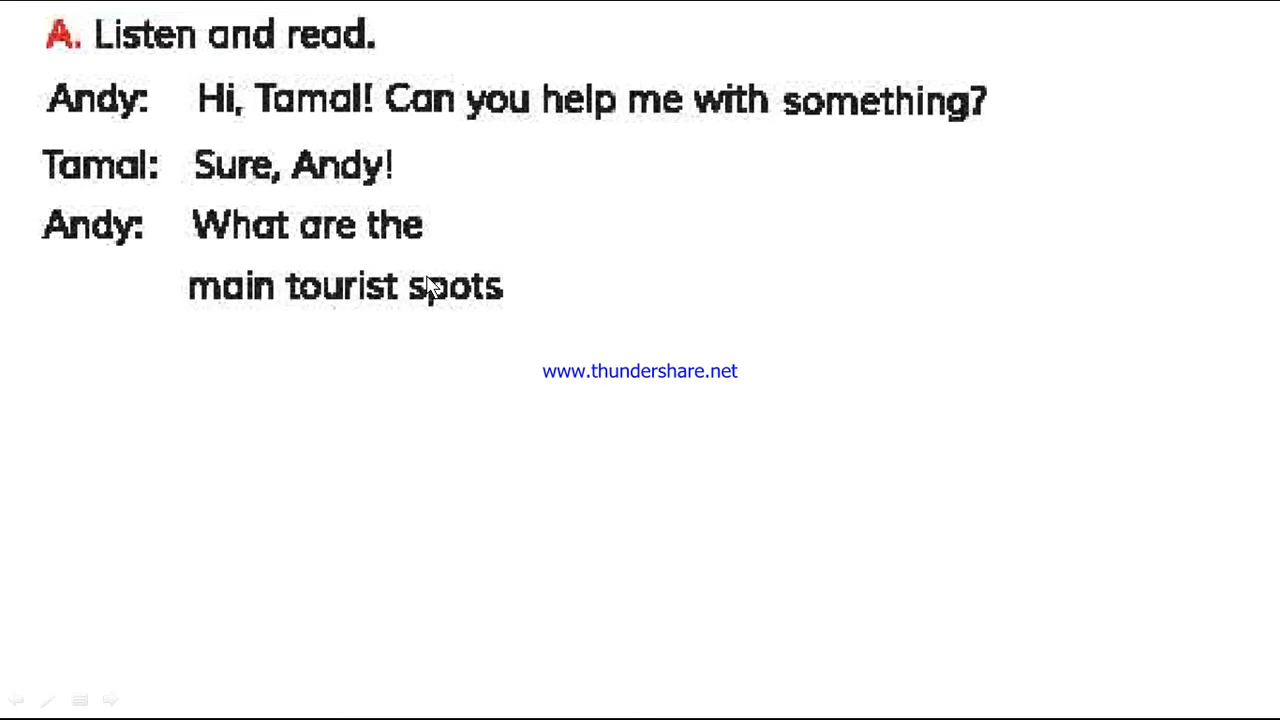 A. Listen and read.
Andy: Hi, Tamal! Can you help me with something?
Tamal: Sure, Andy!
Andy: What are the
main tourist spots
www.thundershare.net